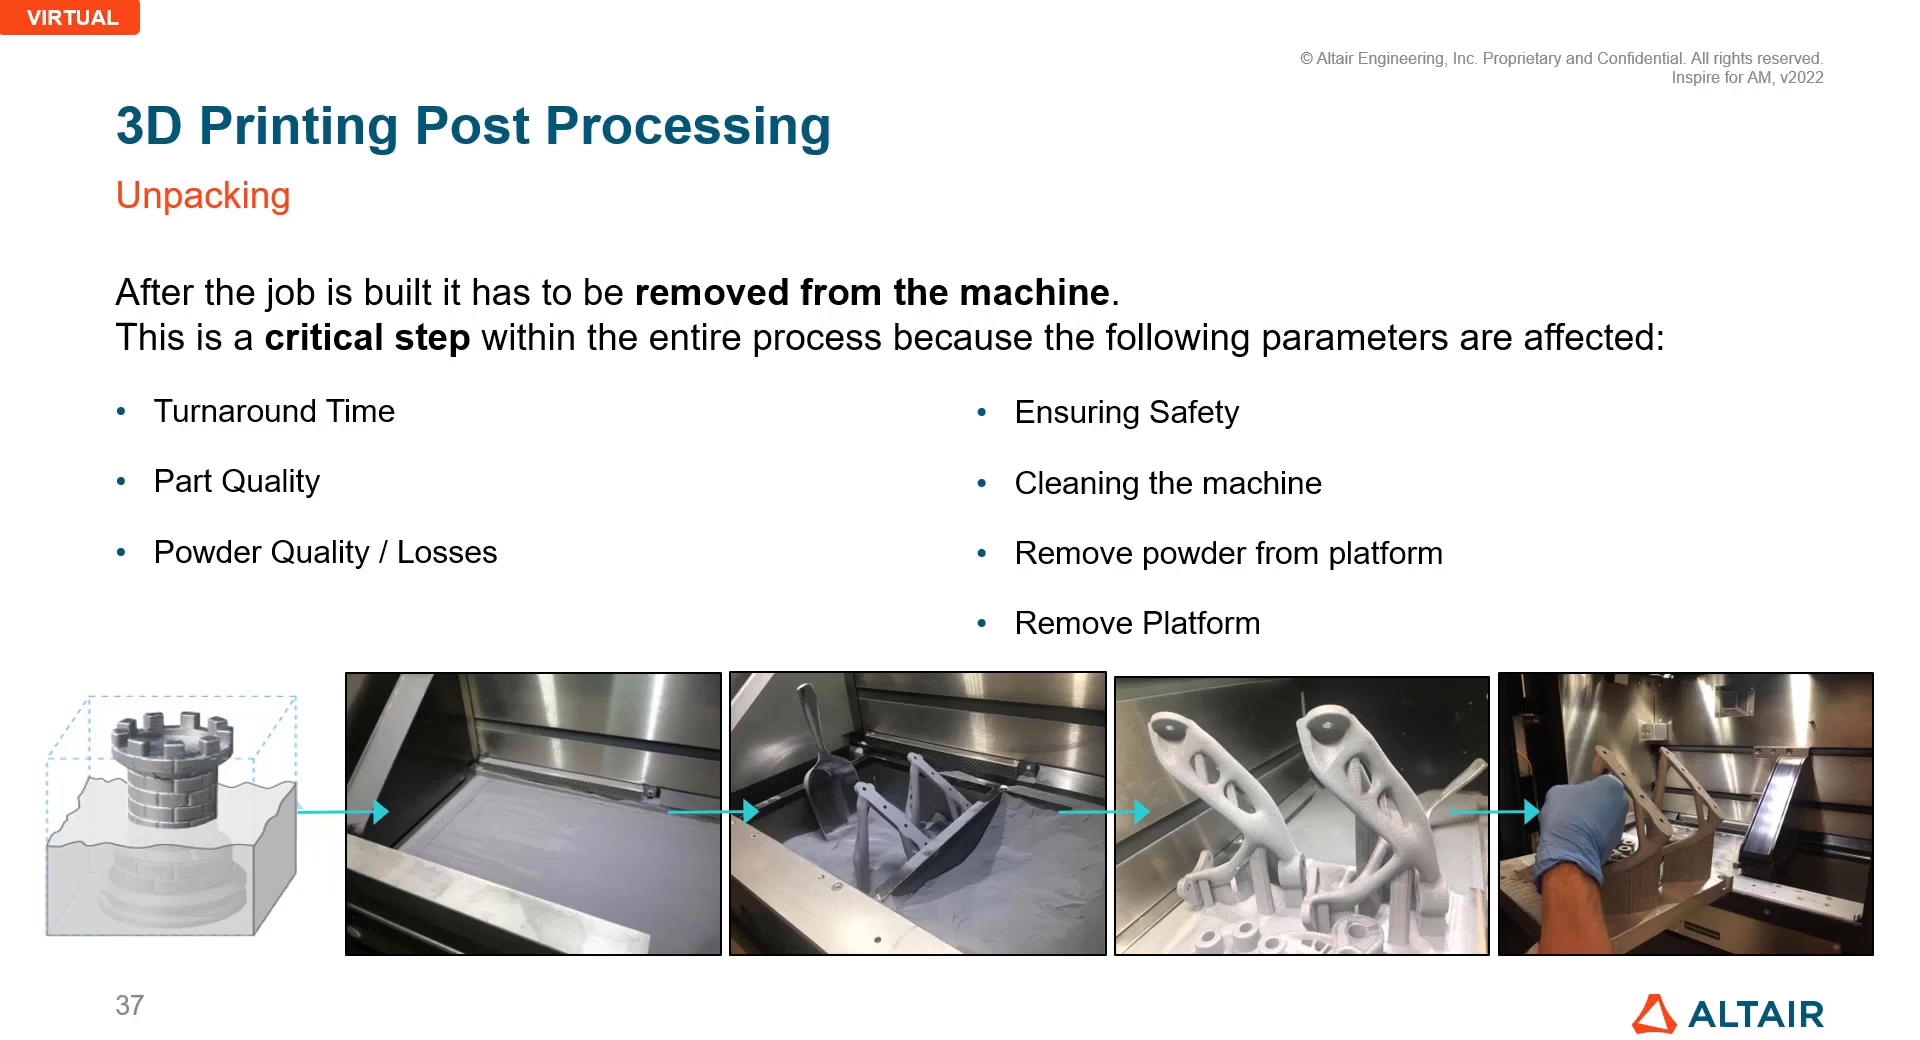 VIRTUAL
© Altair Engineering, Inc. Proprietary and Confidential. All rights reserved.
Inspire for AM, v2022
3D Printing Post Processing
Unpacking
After the job is built it has to be removed from the machine.
This is a critical step within the entire process because the following parameters are affected:
• Turnaround Time
• Part Quality
• Powder Quality / Losses
• Ensuring Safety
• Cleaning the machine
• Remove powder from platform
• Remove Platform
37
ALTAIR